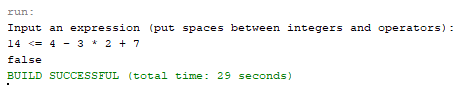 run:
Input an expression (put spaces between integers and operators):
14 <= 4 - 3 * 2 + 7
false
BUILD SUCCESSFUL (total time: 29 seconds)